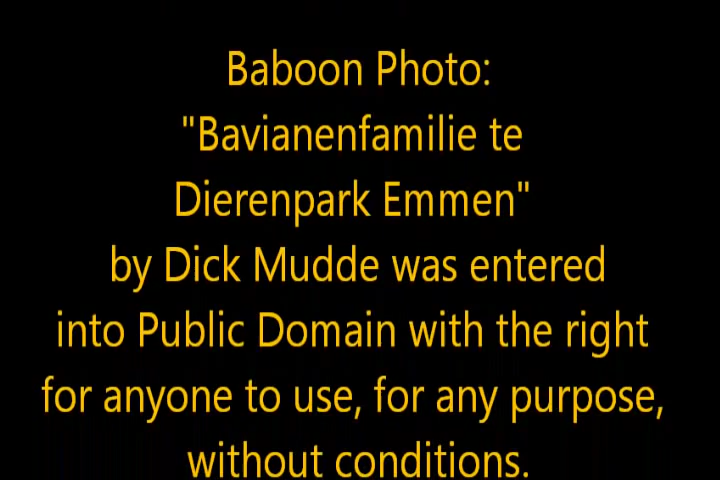 Baboon Photo:
"Bavianenfamilie te
Dierenpark Emmen"
by Dick Mudde was entered
into Public Domain with the right
for anyone to use, for any purpose,
without conditions.